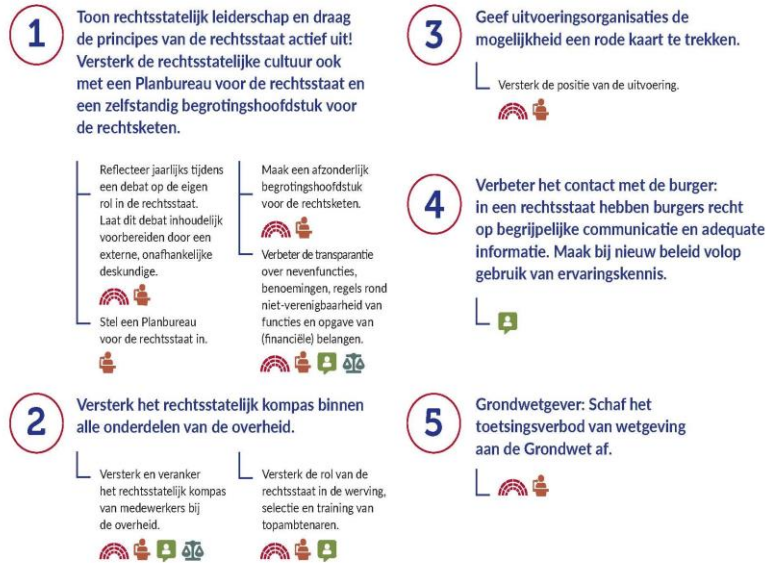 1
Toon rechtsstatelijk leiderschap en draag
de principes van de rechtsstaat actief uit!
Versterk de rechtsstatelijke cultuur ook
met een Planbureau voor de rechtsstaat en
een zelfstandig begrotingshoofdstuk voor
de rechtsketen.
Reflecteer jaarlijks tijdens
een debat op de eigen
rol in de rechtsstaat.
Laat dit debat inhoudelijk
voorbereiden door een
externe, onafhankelijke
deskundige.
Stel een Planbureau
voor de rechtsstaat in.
Maak een afzonderlijk
begrotingshoofdstuk
voor de rechtsketen.
Verbeter de transparantie
over nevenfuncties,
benoemingen, regels rond
niet-verenigbaarheid van
functies en opgave van
(financiële) belangen.
2
Versterk het rechtsstatelijk kompas binnen
alle onderdelen van de overheid.
Versterk en veranker
het rechtsstatelijk kompas
van medewerkers bij
de overheid.
Versterk de rol van de
rechtsstaat in de werving,
selectie en training van
topambtenaren.
3
Geef uitvoeringsorganisaties de
mogelijkheid een rode kaart te trekken.
Versterk de positie van de uitvoering.
4
Verbeter het contact met de burger:
in een rechtsstaat hebben burgers recht
op begrijpelijke communicatie en adequate
informatie. Maak bij nieuw beleid volop
gebruik van ervaringskennis.
5
Grondwetgever: Schaf het
toetsingsverbod van wetgeving
aan de Grondwet af.